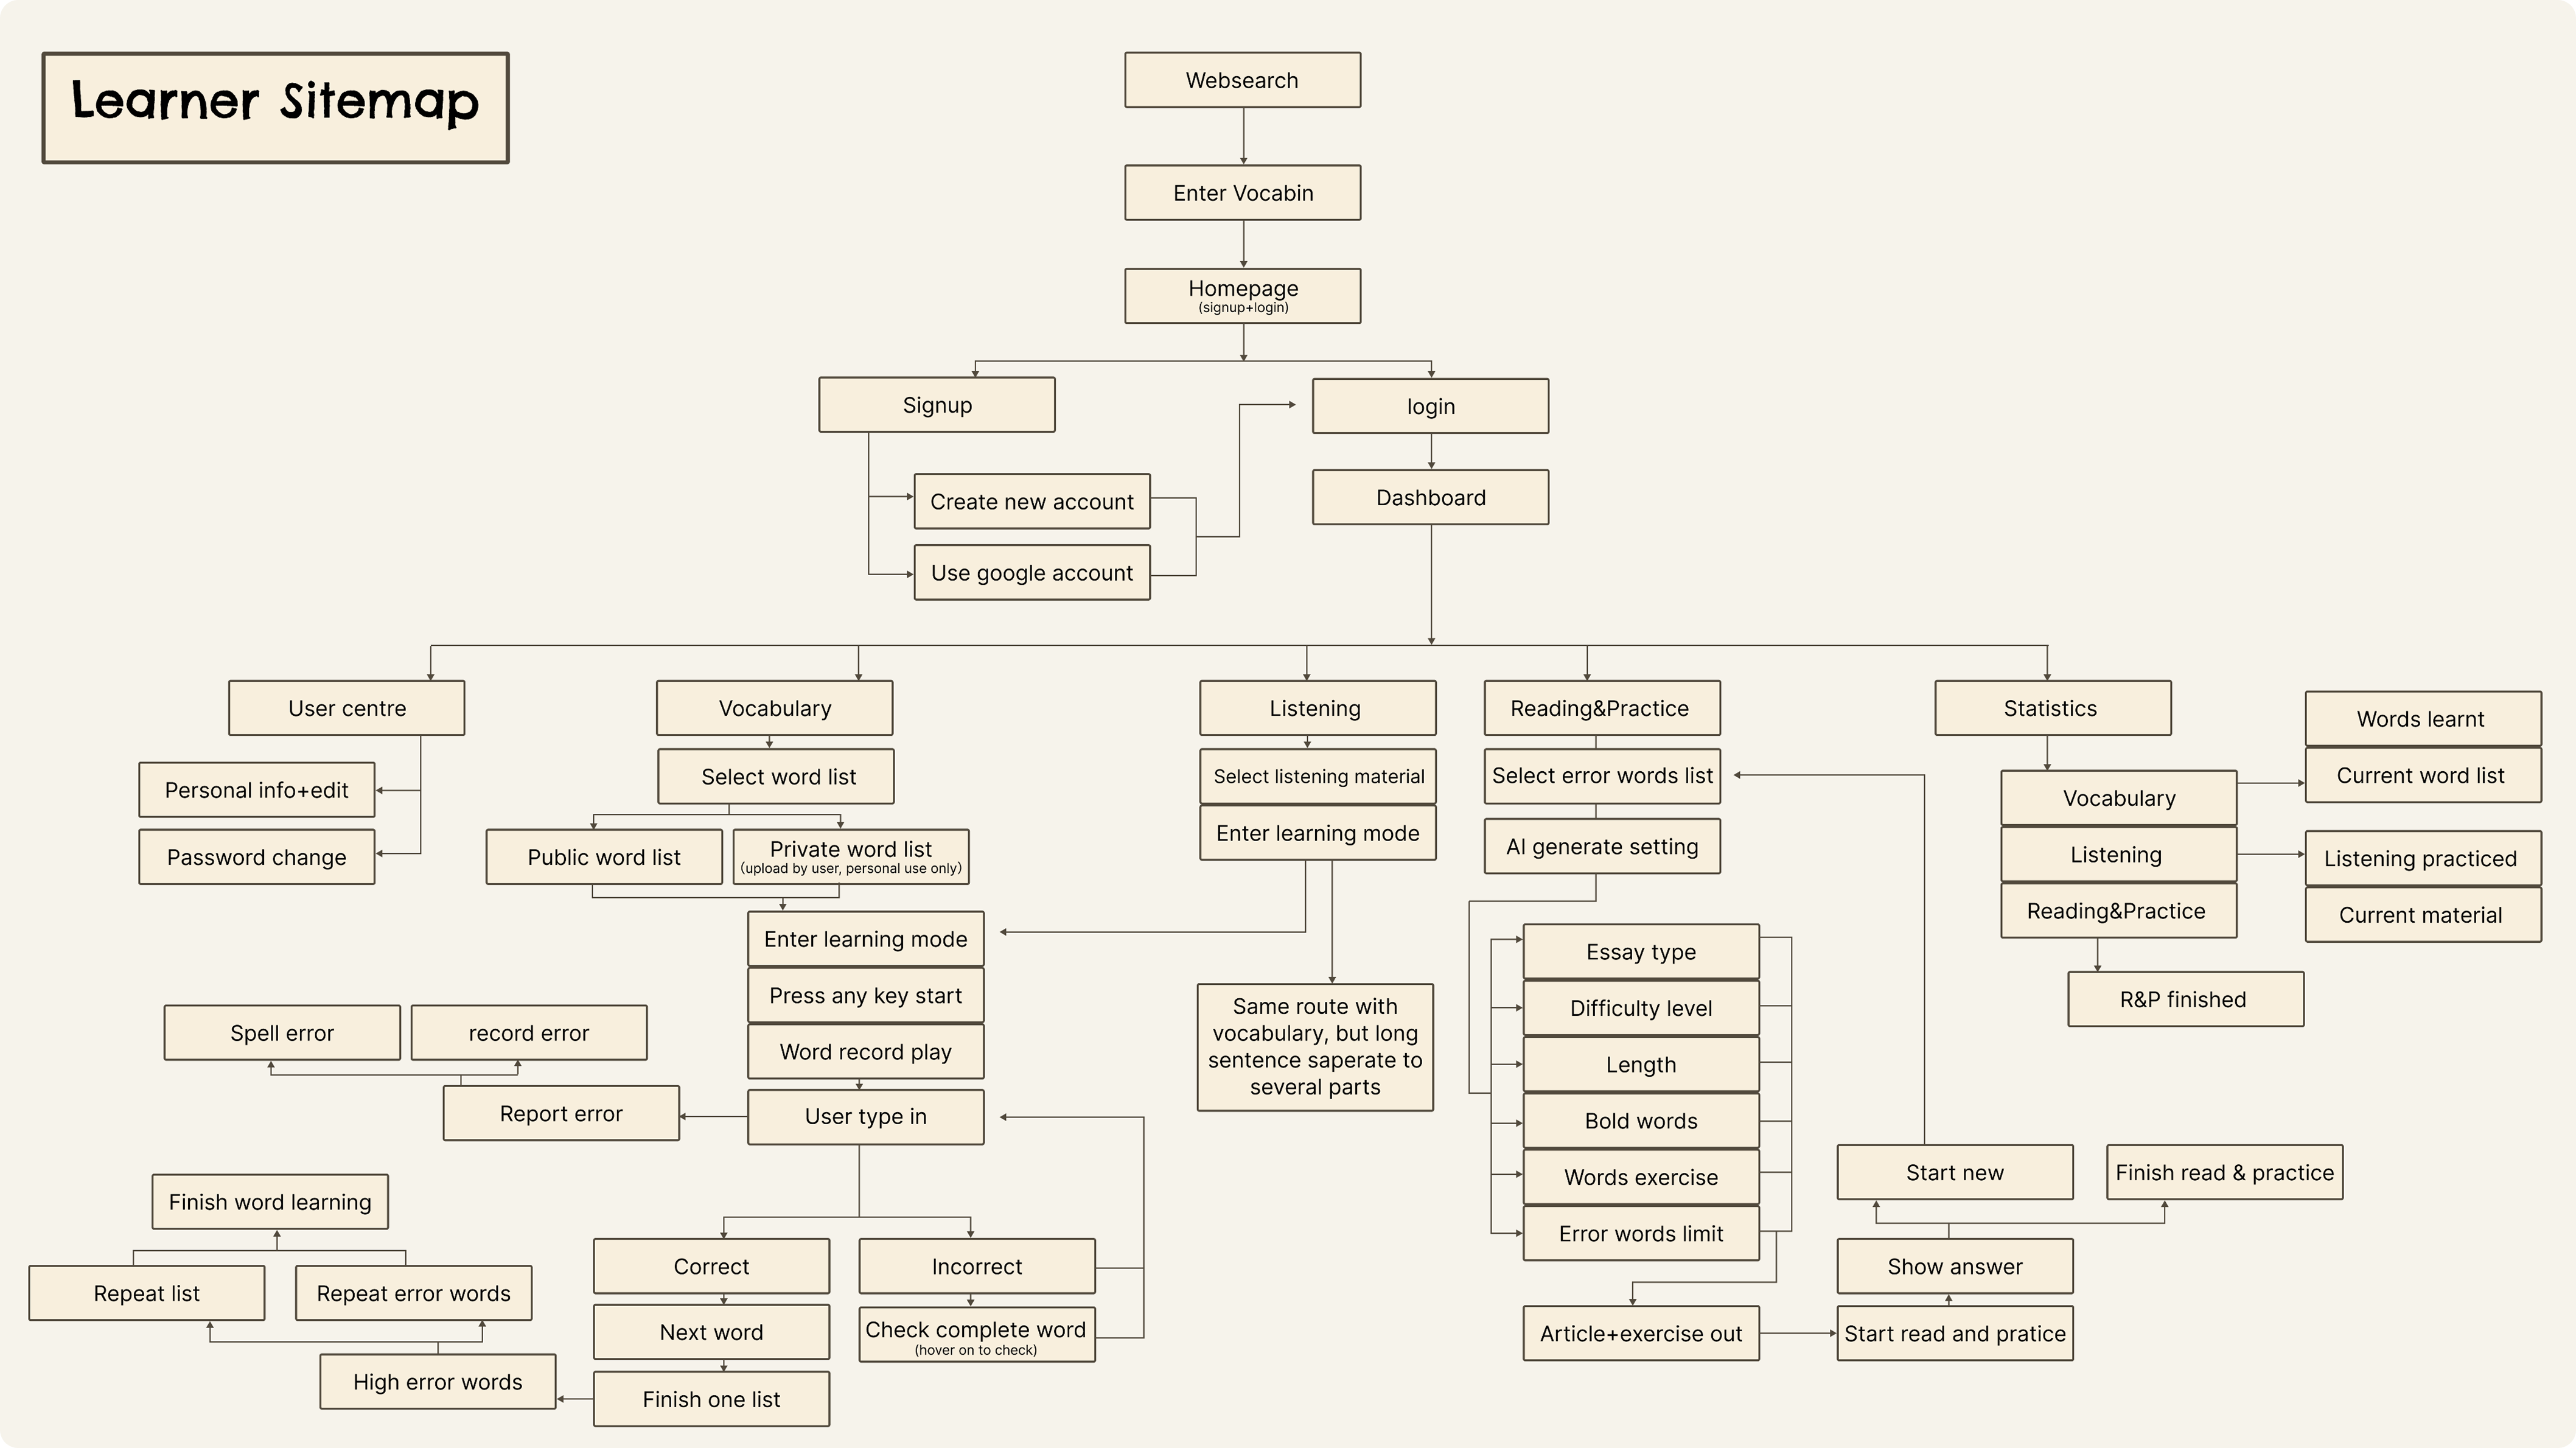 Learner Sitemap
Websearch
Enter Vocabin
Homepage
(signup+login)
Signup
login
Create new account
Dashboard
Use google account
User centre
Personal info+edit
Password change
Vocabulary
Select word list
Public word list
Private word list
(upload by user, personal use only)
Enter learning mode
Press any key start
Word record play
User type in
Report error
Spell error
record error
Correct
Next word
Finish one list
Incorrect
Check complete word
(hover on to check)
High error words
Repeat list
Repeat error words
Finish word learning
Listening
Select listening material
Enter learning mode
Same route with
vocabulary, but long
sentence saperate to
several parts
Reading&Practice
Select error words list
AI generate setting
Essay type
Difficulty level
Length
Bold words
Words exercise
Error words limit
Article+exercise out
Start read and pratice
Show answer
Start new
Finish read & practice
Statistics
Vocabulary
Listening
Reading&Practice
R&P finished
Words learnt
Current word list
Listening practiced
Current material